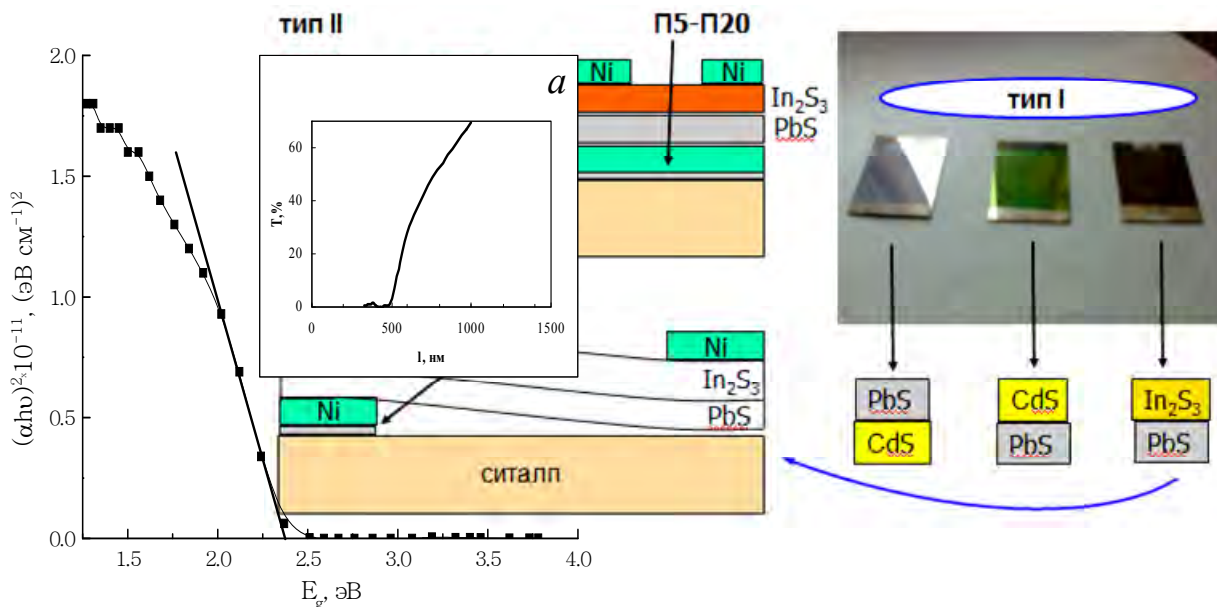 тип II
П5-П20
a
Ni
Ni
In₂S₃
PbS
тип I
2.0
1.5
1.0
0.5
0.0
(αhυ)²ˣ10⁻¹¹, (эВ см⁻¹)²
1.5
2.0
2.5
3.0
3.5
4.0
E_g, эВ
T,%
60
40
20
0
0
500
1000
1500
l, нм
Ni
In₂S₃
PbS
Ni
ситалл
PbS
CdS
In₂S₃
CdS
PbS
PbS